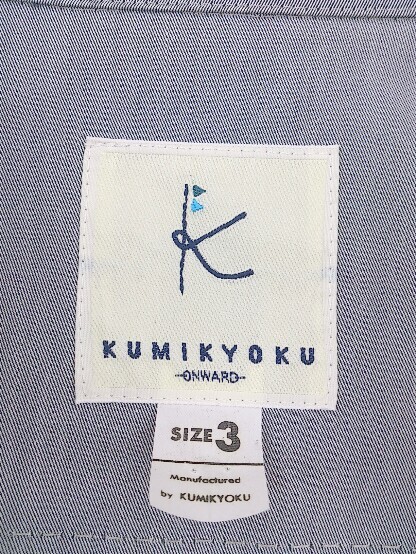 K
KUMIKYOKU
ONWARD
SIZE 3
Manufactured
by KUMIKYOKU